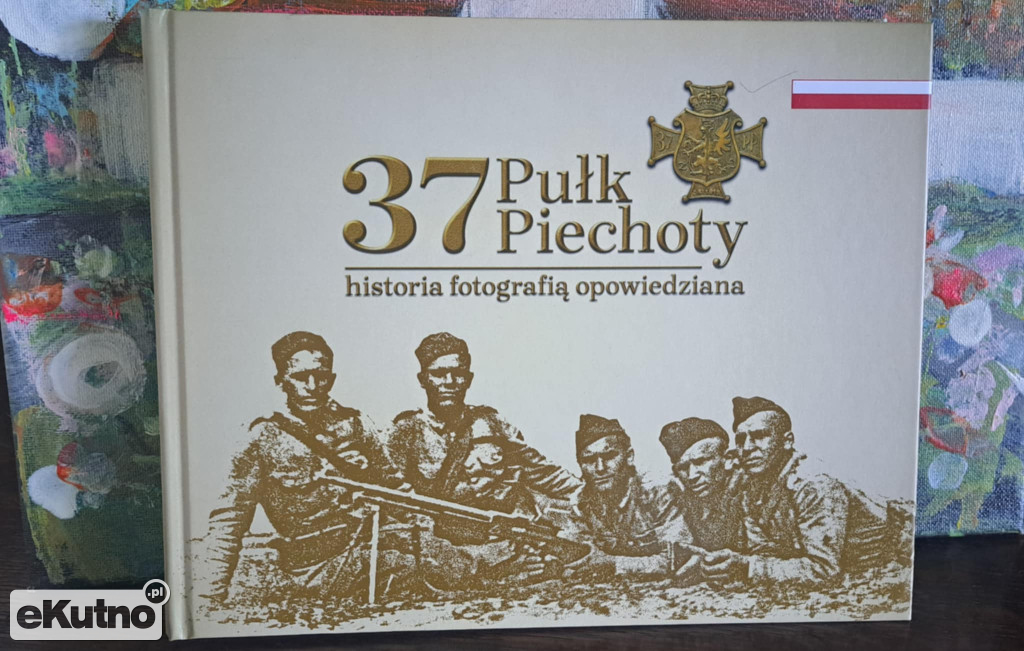 37 Pułk
Piechoty
historia fotografią opowiedziana
eKutno.pl